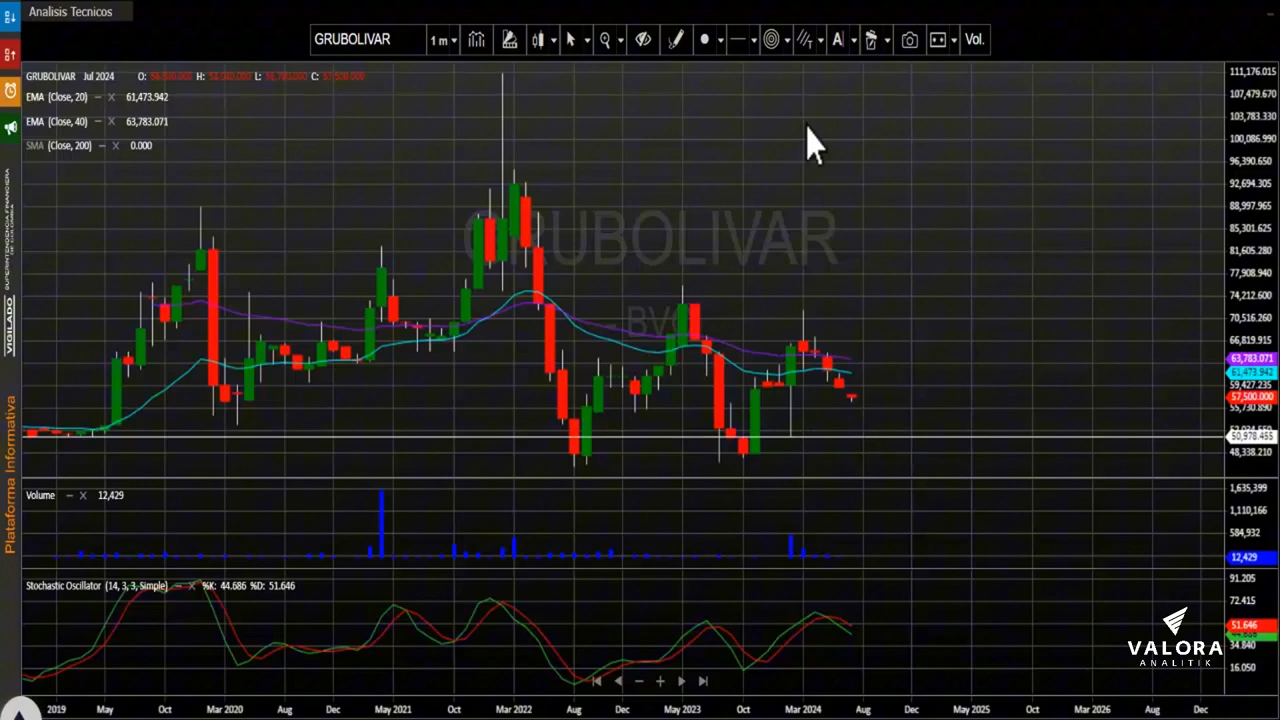 Analisis Tecnicos
GRUBOLIVAR
1 m
A
Vol.
GRUBOLIVAR Jul 2024 O: H: L: C:
EMA (Close, 20) 61,473.942
EMA (Close, 40) 63,783.071
SMA (Close, 200) 0.000
GRUBOLIVAR
BVC
111,176.015
107,479.670
103,783.330
100,086.990
96,390.650
92,694.305
88,997.965
85,301.625
81,605.280
77,908.940
74,212.600
70,516.260
66,819.915
63,783.071
61,473.942
59,427.235
57,500.000
55,730.890
50,978.455
48,338.210
Volume 12,429
1,635,399
1,110,166
584,932
12,429
Stochastic Oscillator (14, 3, 3, Simple) %K: 44.686 %D: 51.646
91.205
72.415
51.646
34.840
16.050
VIGILADO
Plataforma Informativa
VALORA
ANALITIK
2019 May Oct Mar 2020 Aug Dec May 2021 Oct Mar 2022 Aug Dec May 2023 Oct Mar 2024 Aug Dec May 2025 Aug Mar 2026 Aug Dec